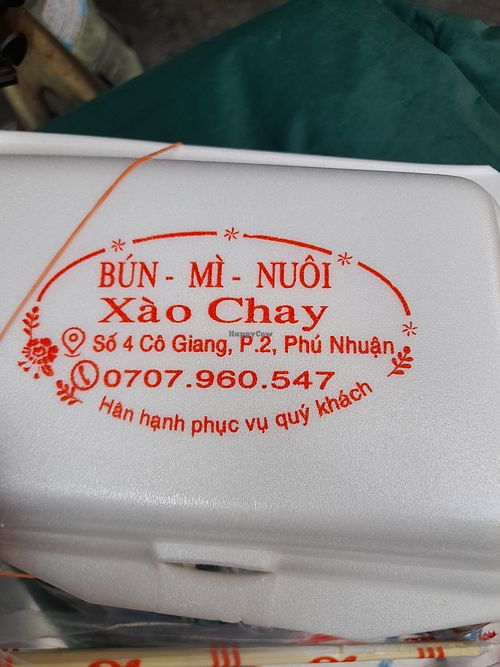 BÚN - MÌ - NUÔI
Xào Chay
Số 4 Cô Giang, P.2, Phú Nhuận
0707.960.547
Hân hạnh phục vụ quý khách
HappyCow